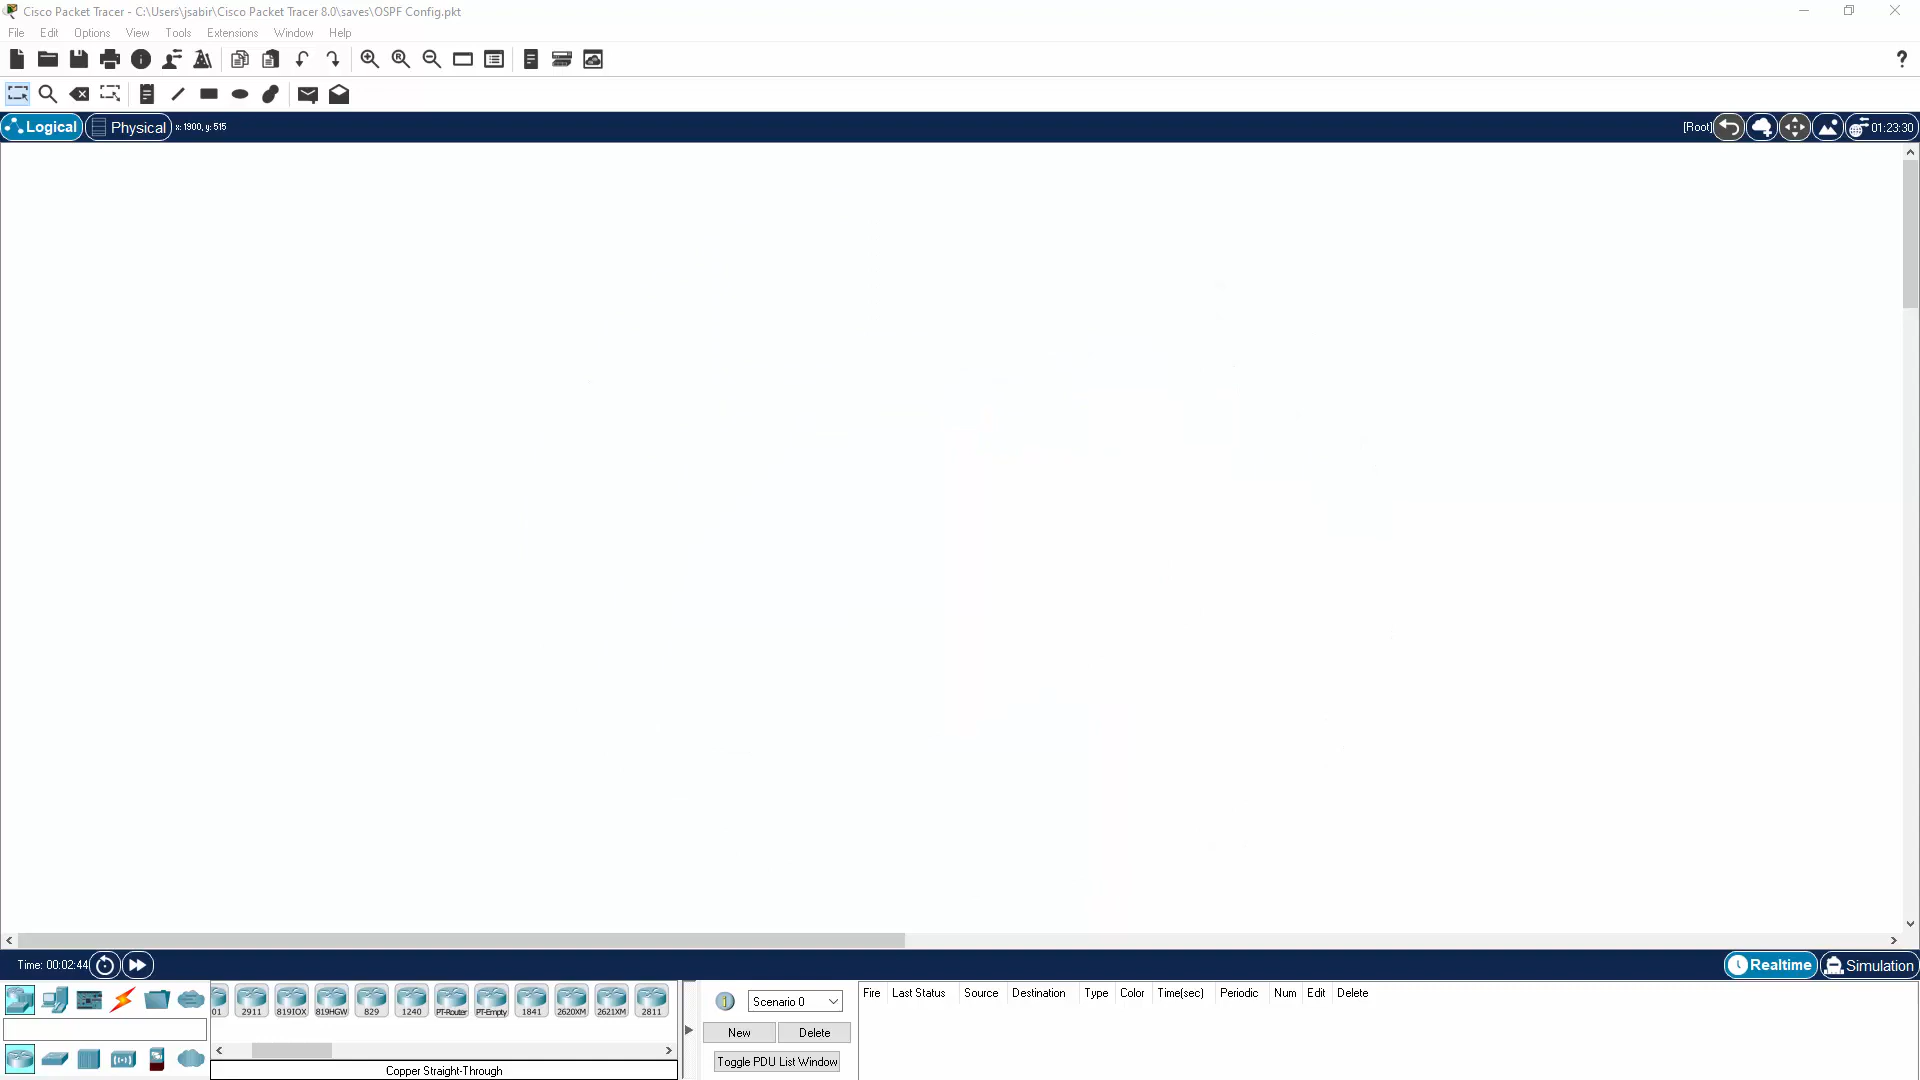 Cisco Packet Tracer - C:\Users\jsabir\Cisco Packet Tracer 8.0\saves\OSPF Config.pkt
File Edit Options View Tools Extensions Window Help
Logical Physical x: 1900, y: 515 [Root] 01:23:30
Time: 00:02:44 Realtime Simulation
01 2911 819IOX 819HGW 829 1240 PT-Router PT-Empty 1841 2620XM 2621XM 2811
Copper Straight-Through
Scenario 0
New Delete
Toggle PDU List Window
Fire Last Status Source Destination Type Color Time(sec) Periodic Num Edit Delete